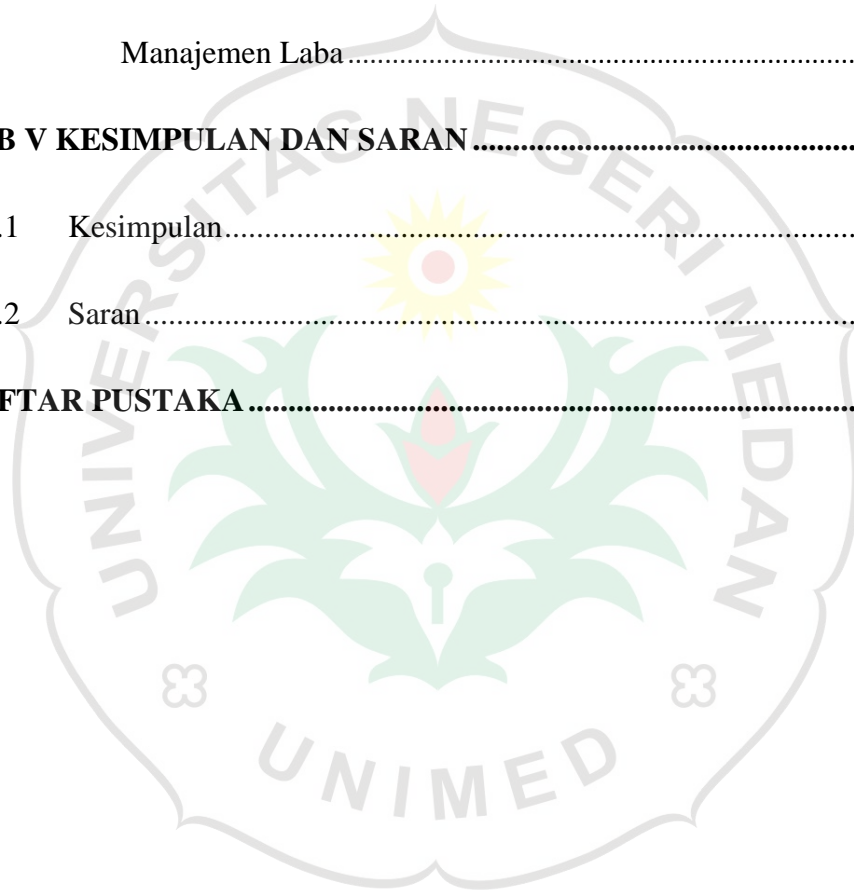 Manajemen Laba................................................................................
B V KESIMPULAN DAN SARAN................................................
.1 Kesimpulan................................................................................
.2 Saran................................................................................
FTAR PUSTAKA................................................................................
UNIVERSITAS NEGERI MEDAN
UNIMED